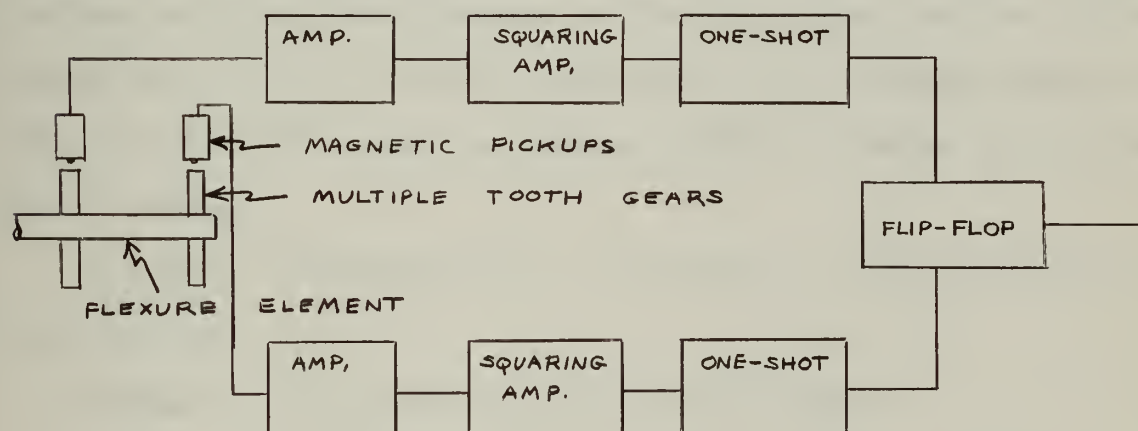 AMP.
SQUARING
AMP.
ONE-SHOT
MAGNETIC PICKUPS
MULTIPLE TOOTH GEARS
FLIP-FLOP
FLEXURE ELEMENT
AMP.
SQUARING
AMP.
ONE-SHOT